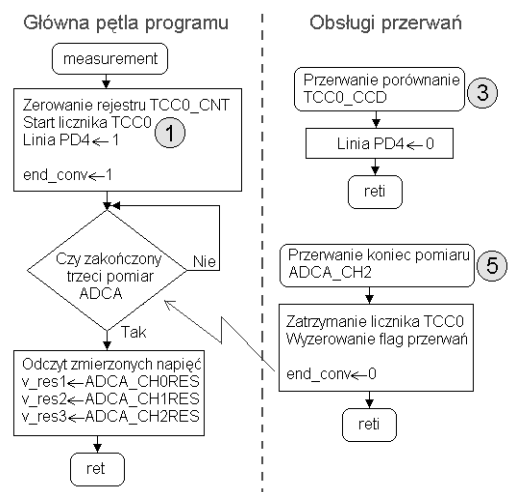 Główna pętla programu
measurement
Zerowanie rejestru TCC0_CNT
Start licznika TCC0
1
Linia PD4←1
end_conv←1
Czy zakończony
trzeci pomiar
ADCA
Nie
Tak
Odczyt zmierzonych napięć
v_res1←ADCA_CH0RES
v_res2←ADCA_CH1RES
v_res3←ADCA_CH2RES
ret
Obsługi przerwań
Przerwanie porównanie
TCC0_CCD
3
Linia PD4←0
reti
Przerwanie koniec pomiaru
ADCA_CH2
5
Zatrzymanie licznika TCC0
Wyzerowanie flag przerwań
end_conv←0
reti